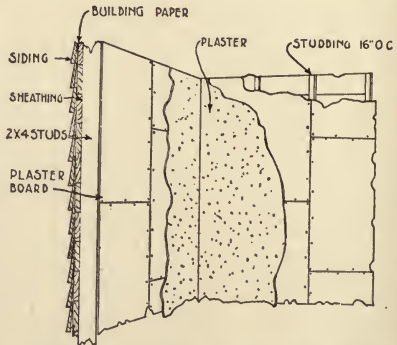 BUILDING PAPER
SIDING
PLASTER
STUDDING 16" O C
SHEATHING
2X4 STUDS
PLASTER
BOARD